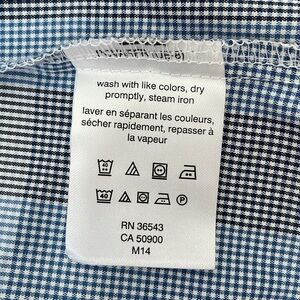 wash with like colors, dry
promptly, steam iron
laver en séparant les couleurs,
sécher rapidement, repasser à
la vapeur
40
40 P
RN 36543
CA 50900
M14